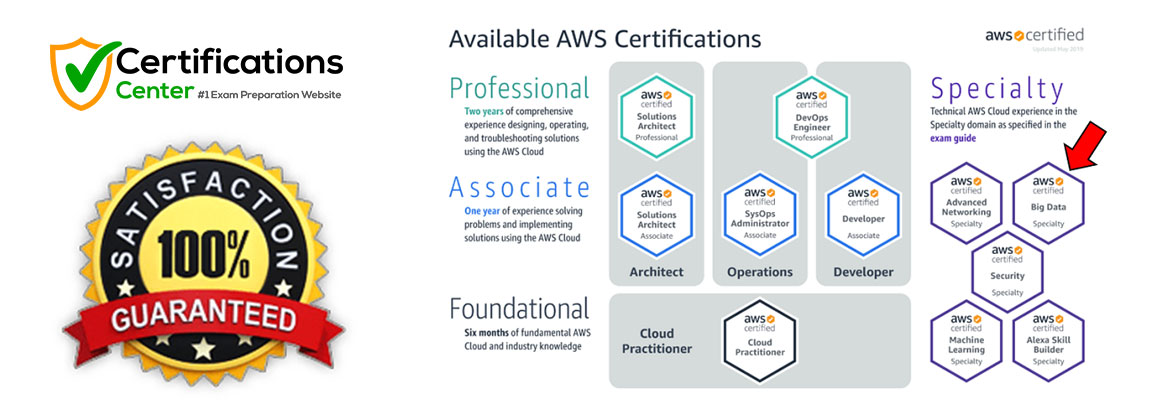 Certifications
Center #1 Exam Preparation Website
SATISFACTION
100%
GUARANTEED
Available AWS Certifications
aws certified
Updated May 2019
Professional
Two years of comprehensive
experience designing, operating,
and troubleshooting solutions
using the AWS Cloud
aws
certified
Solutions
Architect
Professional
aws
certified
DevOps
Engineer
Professional
Associate
One year of experience solving
problems and implementing
solutions using the AWS Cloud
aws
certified
Solutions
Architect
Associate
aws
certified
SysOps
Administrator
Associate
aws
certified
Developer
Associate
Architect
Operations
Developer
Foundational
Six months of fundamental AWS
Cloud and industry knowledge
Cloud
Practitioner
aws
certified
Cloud
Practitioner
Specialty
Technical AWS Cloud experience in the
Specialty domain as specified in the
exam guide
aws
certified
Advanced
Networking
Specialty
aws
certified
Big Data
Specialty
aws
certified
Security
Specialty
aws
certified
Machine
Learning
Specialty
aws
certified
Alexa Skill
Builder
Specialty